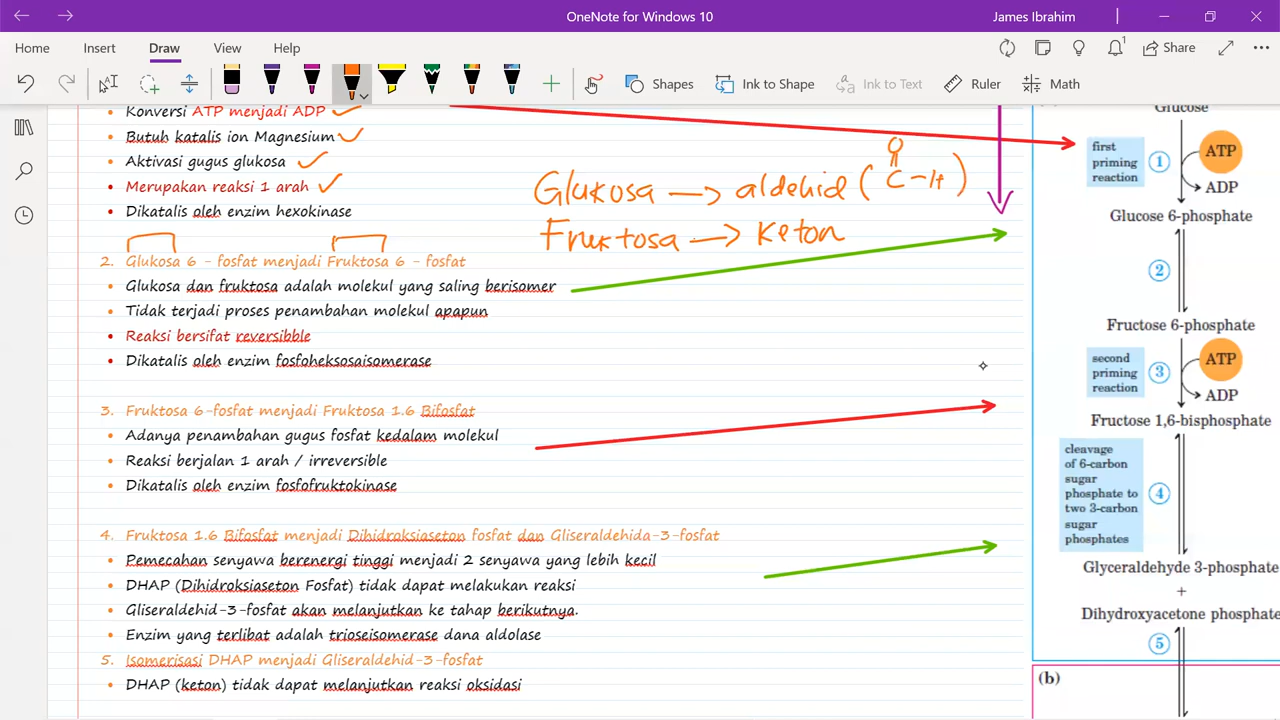 OneNote for Windows 10
James Ibrahim
Home Insert Draw View Help
1 Share
Shapes Ink to Shape Ink to Text Ruler Math
Konversi ATP menjadi ADP
Butuh katalis ion Magnesium
Aktivasi gugus glukosa
Merupakan reaksi 1 arah
Dikatalis oleh enzim hexokinase
Glukosa → aldehid ( O
C - H )
Fruktosa → Keton
2. Glukosa 6 - fosfat menjadi Fruktosa 6 - fosfat
Glukosa dan fruktosa adalah molekul yang saling berisomer
Tidak terjadi proses penambahan molekul apapun
Reaksi bersifat reversibble
Dikatalis oleh enzim fosfoheksosaisomerase
3. Fruktosa 6-fosfat menjadi Fruktosa 1.6 Bifosfat
Adanya penambahan gugus fosfat kedalam molekul
Reaksi berjalan 1 arah / irreversible
Dikatalis oleh enzim fosfofruktokinase
4. Fruktosa 1.6 Bifosfat menjadi Dihidroksiaseton fosfat dan Gliseraldehida-3-fosfat
Pemecahan senyawa berenergi tinggi menjadi 2 senyawa yang lebih kecil
DHAP (Dihidroksiaseton Fosfat) tidak dapat melakukan reaksi
Gliseraldehid-3-fosfat akan melanjutkan ke tahap berikutnya.
Enzim yang terlibat adalah trioseisomerase dana aldolase
5. Isomerisasi DHAP menjadi Gliseraldehid-3-fosfat
DHAP (keton) tidak dapat melanjutkan reaksi oksidasi
Glucose
first
priming
reaction
1
ATP
ADP
Glucose 6-phosphate
2
Fructose 6-phosphate
second
priming
reaction
3
ATP
ADP
Fructose 1,6-bisphosphate
cleavage
of 6-carbon
sugar
phosphate to
two 3-carbon
sugar
phosphates
4
Glyceraldehyde 3-phosphate
+
Dihydroxyacetone phosphate
5
(b)